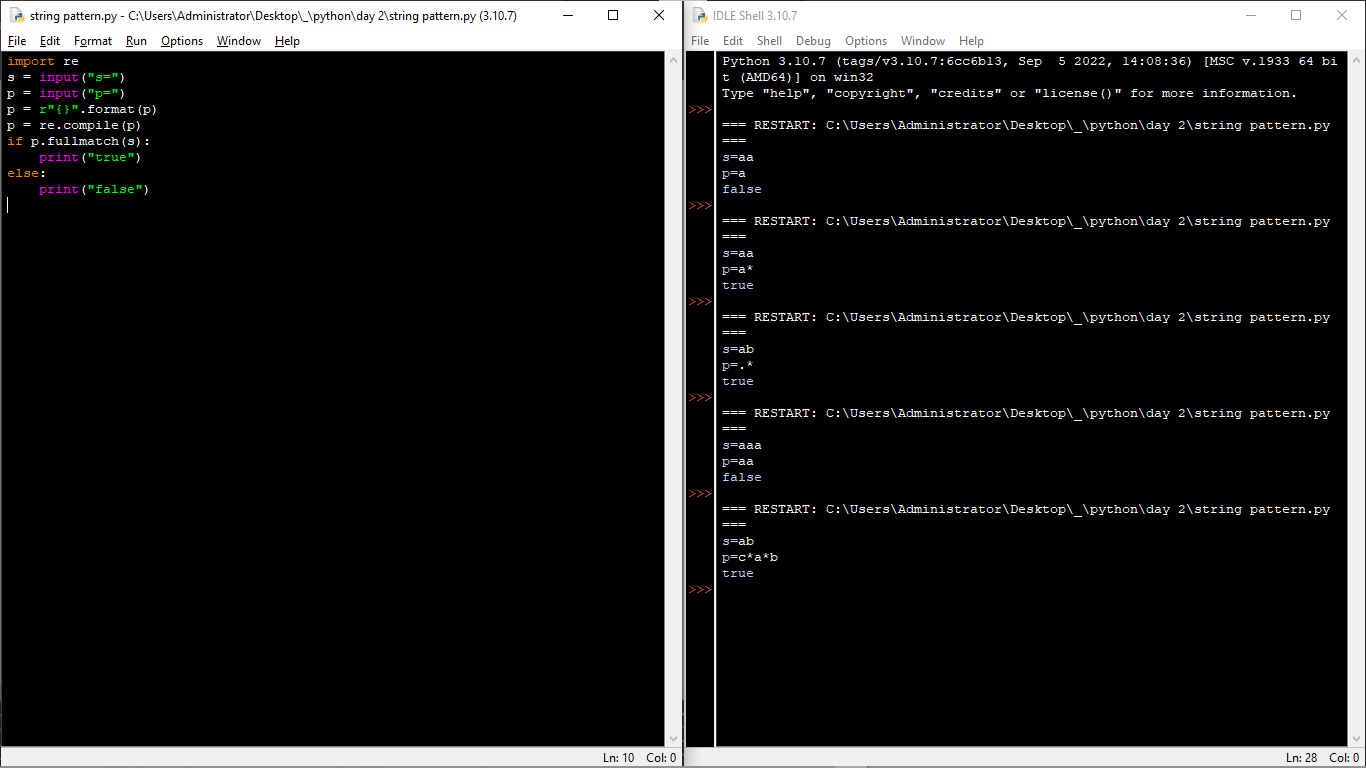 string pattern.py - C:\Users\Administrator\Desktop\_\python\day 2\string pattern.py (3.10.7)
File Edit Format Run Options Window Help
import re
s = input("s=")
p = input("p=")
p = r"{}".format(p)
p = re.compile(p)
if p.fullmatch(s):
    print("true")
else:
    print("false")
Ln: 10 Col: 0
IDLE Shell 3.10.7
File Edit Shell Debug Options Window Help
Python 3.10.7 (tags/v3.10.7:6cc6b13, Sep  5 2022, 14:08:36) [MSC v.1933 64 bi
t (AMD64)] on win32
Type "help", "copyright", "credits" or "license()" for more information.
>>>
=== RESTART: C:\Users\Administrator\Desktop\_\python\day 2\string pattern.py
===
s=aa
p=a
false
>>>
=== RESTART: C:\Users\Administrator\Desktop\_\python\day 2\string pattern.py
===
s=aa
p=a*
true
>>>
=== RESTART: C:\Users\Administrator\Desktop\_\python\day 2\string pattern.py
===
s=ab
p=.*
true
>>>
=== RESTART: C:\Users\Administrator\Desktop\_\python\day 2\string pattern.py
===
s=aaa
p=aa
false
>>>
=== RESTART: C:\Users\Administrator\Desktop\_\python\day 2\string pattern.py
===
s=ab
p=c*a*b
true
>>>
Ln: 28 Col: 0